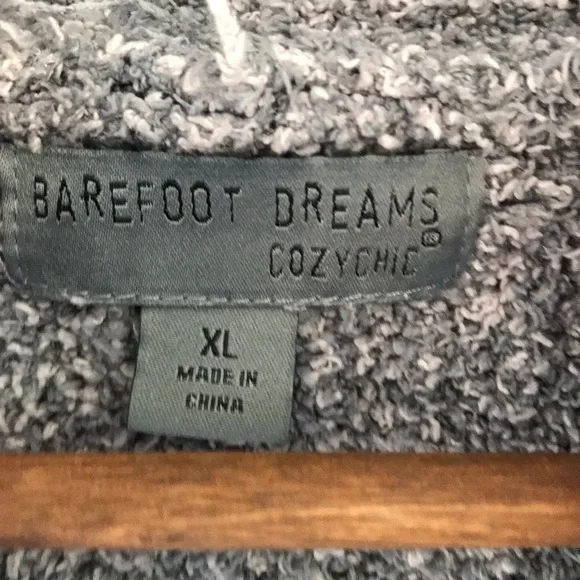 BAREFOOT DREAMS
COZYCHIC®
XL
MADE IN
CHINA